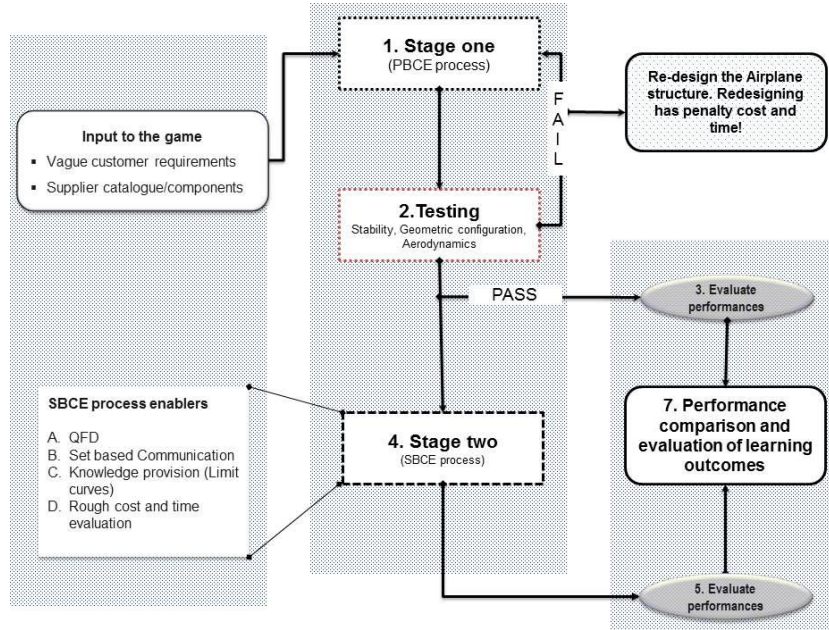 1. Stage one
(PBCE process)
Re-design the Airplane
structure. Redesigning
has penalty cost and
time!
F
A
I
L
Input to the game
▪ Vague customer requirements
▪ Supplier catalogue/components
2.Testing
Stability, Geometric configuration,
Aerodynamics
PASS
3. Evaluate
performances
SBCE process enablers
A. QFD
B. Set based Communication
C. Knowledge provision (Limit
curves)
D. Rough cost and time
evaluation
4. Stage two
(SBCE process)
7. Performance
comparison and
evaluation of learning
outcomes
5. Evaluate
performances